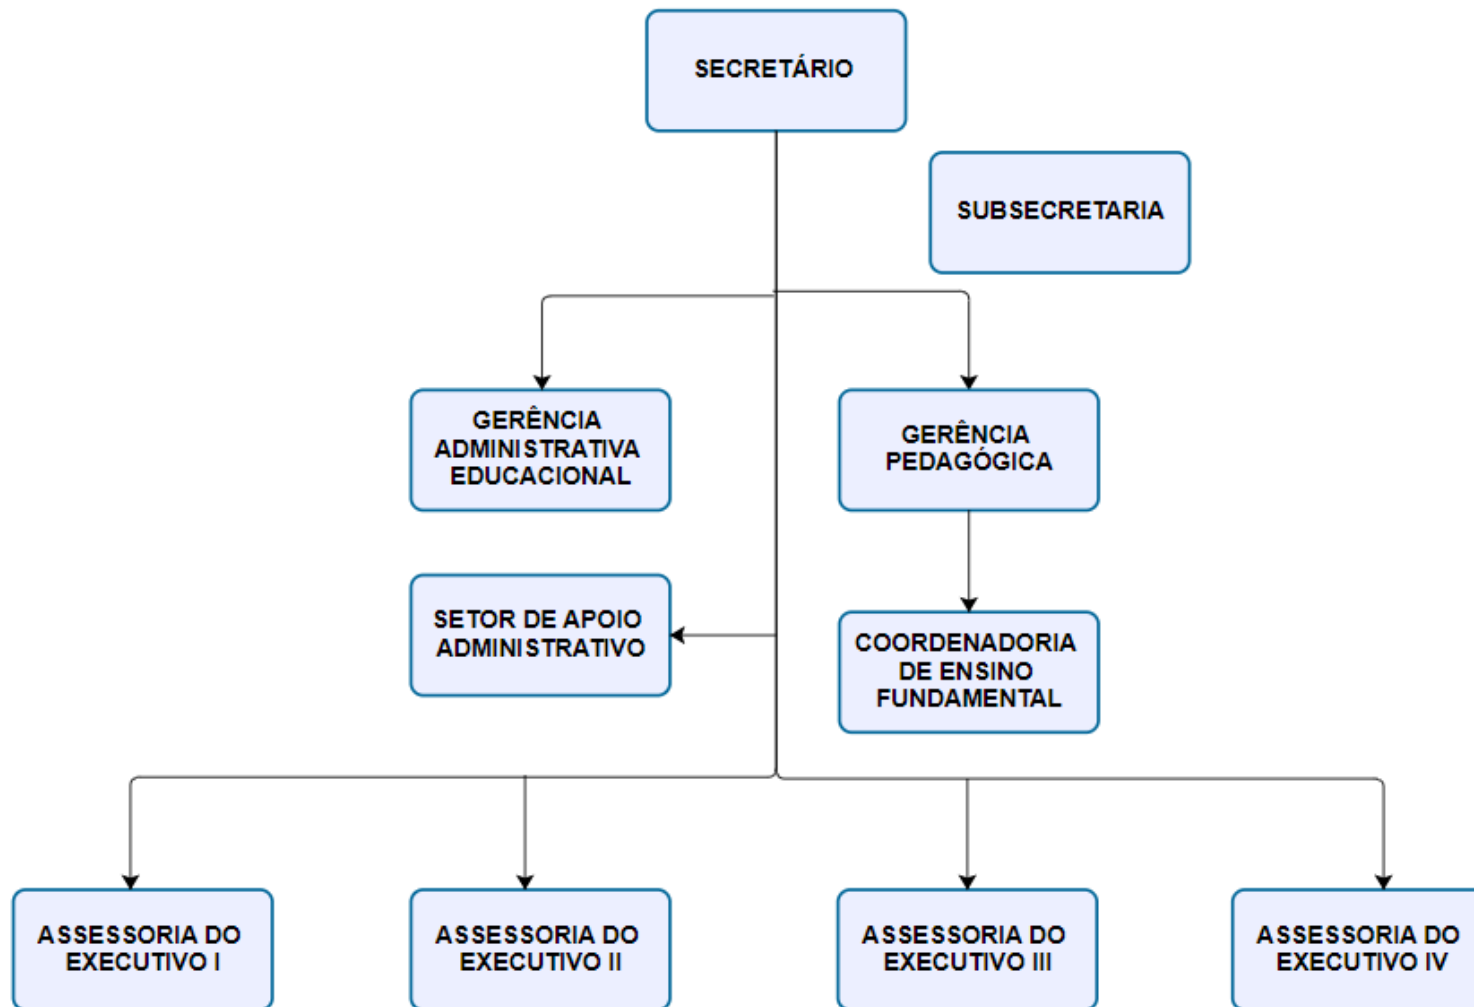 SECRETÁRIO
SUBSECRETARIA
GERÊNCIA
ADMINISTRATIVA
EDUCACIONAL
GERÊNCIA
PEDAGÓGICA
SETOR DE APOIO
ADMINISTRATIVO
COORDENADORIA
DE ENSINO
FUNDAMENTAL
ASSESSORIA DO
EXECUTIVO I
ASSESSORIA DO
EXECUTIVO II
ASSESSORIA DO
EXECUTIVO III
ASSESSORIA DO
EXECUTIVO IV